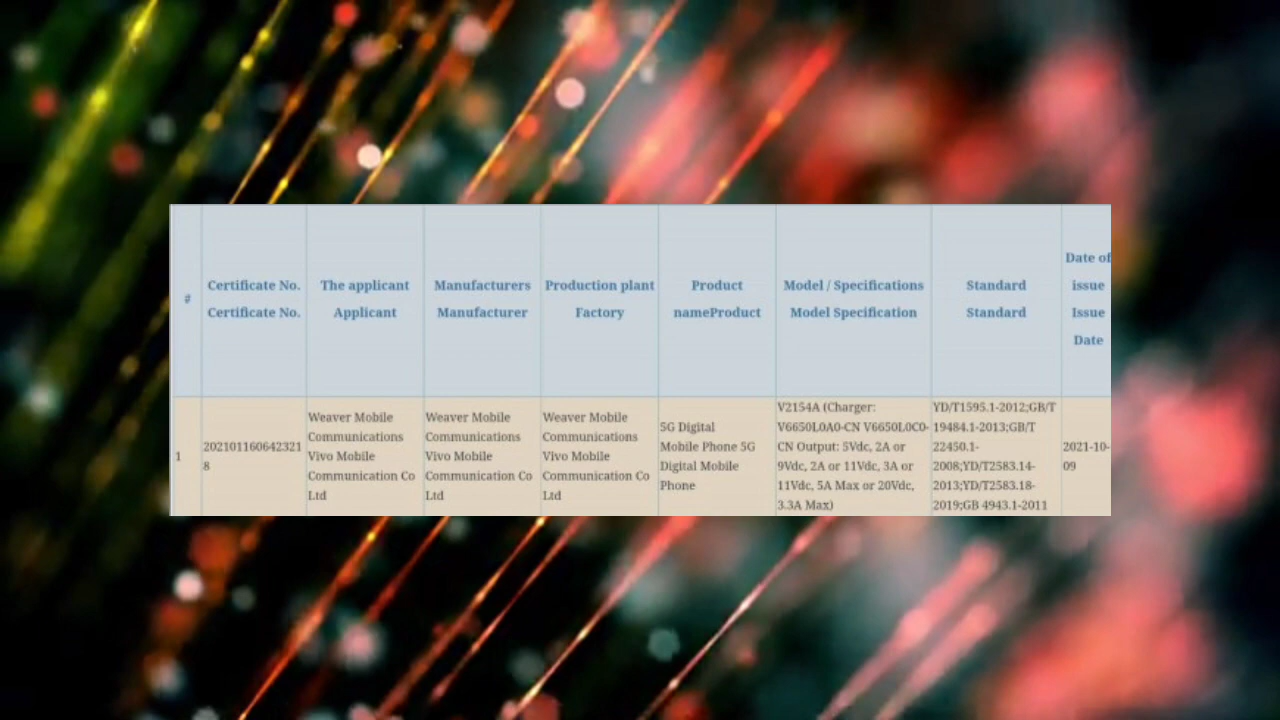 #
Certificate No.
Certificate No.
The applicant
Applicant
Manufacturers
Manufacturer
Production plant
Factory
Product
nameProduct
Model / Specifications
Model Specification
Standard
Standard
Date of
issue
Issue
Date
1
202101160642321
8
Weaver Mobile
Communications
Vivo Mobile
Communication Co
Ltd
Weaver Mobile
Communications
Vivo Mobile
Communication Co
Ltd
Weaver Mobile
Communications
Vivo Mobile
Communication Co
Ltd
5G Digital
Mobile Phone 5G
Digital Mobile
Phone
V2154A (Charger:
V6650L0A0-CN V6650L0C0-
CN Output: 5Vdc, 2A or
9Vdc, 2A or 11Vdc, 3A or
11Vdc, 5A Max or 20Vdc,
3.3A Max)
YD/T1595.1-2012;GB/T
19484.1-2013;GB/T
22450.1-
2008;YD/T2583.14-
2013;YD/T2583.18-
2019;GB 4943.1-2011
2021-10-
09